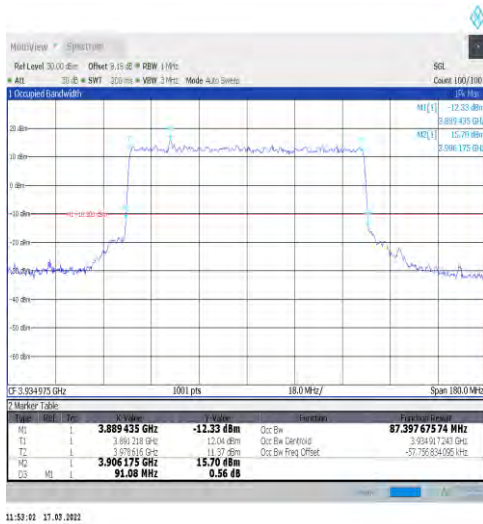 MultiView Spectrum
Ref Level 30.00 dBm Offset 9.19 dB RBW 1 MHz SGL
Att 30 dB SWT 200 ms VBW 3 MHz Mode Auto Sweep Count 100/100
1 Occupied Bandwidth
M1[1] -12.33 dBm
3.889 435 GHz
M2[1] 15.70 dBm
3.906 175 GHz
20 dBm
10 dBm
0 dBm
-20 dBm
-40 dBm
-50 dBm
-60 dBm
CF 3.934975 GHz 1001 pts 18.0 MHz/ Span 180.0 MHz
2 Marker Table
Type Ref Trc X-Value Y-Value Function Function Result
M1 1 3.889 435 GHz -12.33 dBm Occ Bw 87.397 675 74 MHz
T1 1 3.891 218 GHz 12.04 dBm Occ Bw Centroid 3.934 917 243 GHz
T2 1 3.978 616 GHz 11.37 dBm Occ Bw Freq Offset -57.756 834 095 kHz
M2 1 3.906 175 GHz 15.70 dBm
D3 M1 1 91.08 MHz 0.56 dB
11:53:02 17.03.2022